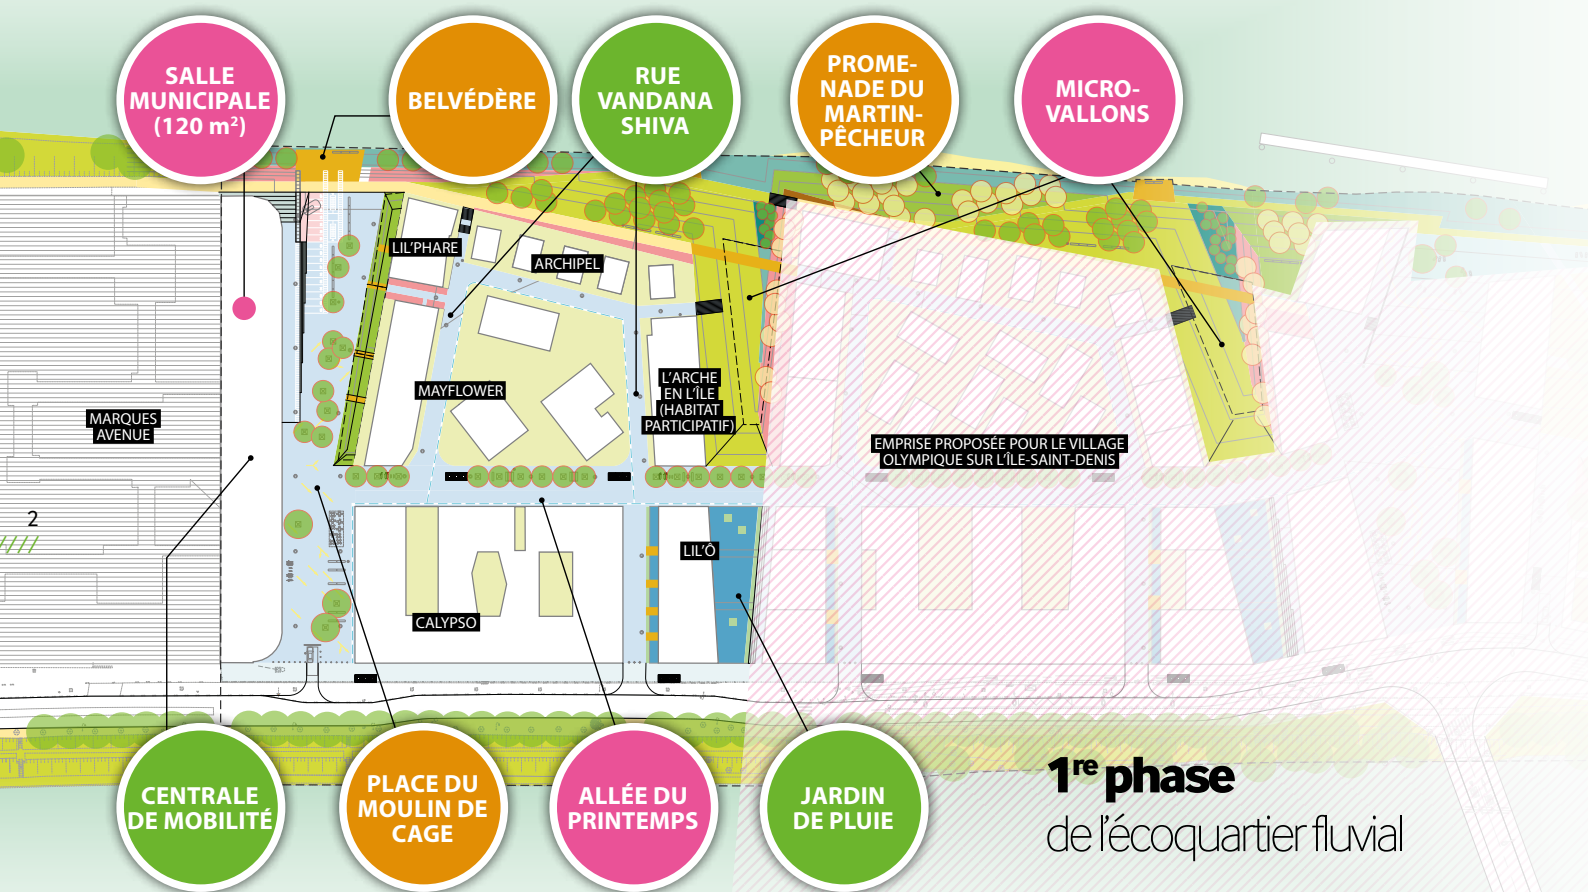 SALLE
MUNICIPALE
(120 m²)
BELVÉDÈRE
RUE
VANDANA
SHIVA
PROME-
NADE DU
MARTIN-
PÊCHEUR
MICRO-
VALLONS
LIL'PHARE
ARCHIPEL
MAYFLOWER
L'ARCHE
EN L'ÎLE
(HABITAT
PARTICIPATIF)
MARQUES
AVENUE
EMPRISE PROPOSÉE POUR LE VILLAGE
OLYMPIQUE SUR L'ÎLE-SAINT-DENIS
2
LIL'Ô
CALYPSO
CENTRALE
DE MOBILITÉ
PLACE DU
MOULIN DE
CAGE
ALLÉE DU
PRINTEMPS
JARDIN
DE PLUIE
1re phase
de l'écoquartier fluvial